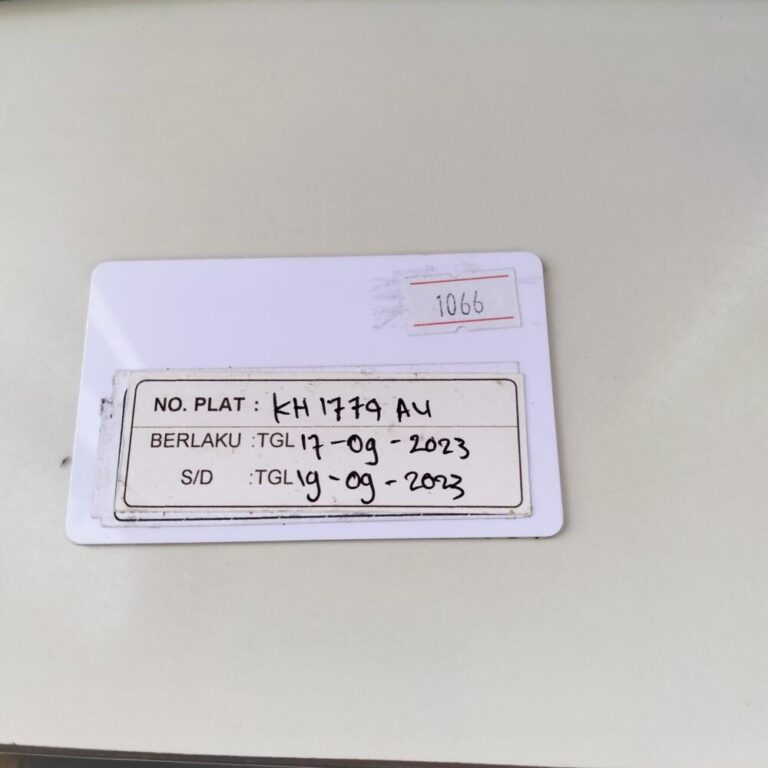 1066
NO. PLAT : KH 1779 AU
BERLAKU : TGL 17-09-2023
S/D : TGL 19-09-2023